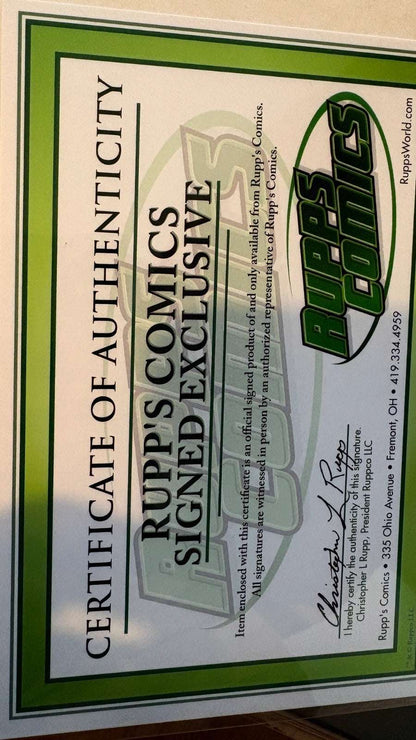 CERTIFICATE OF AUTHENTICITY
RUPP'S COMICS
SIGNED EXCLUSIVE
Item enclosed with this certificate is an official signed product of and only available from Rupp's Comics.
All signatures are witnessed in person by an authorized representative of Rupp's Comics.
RUPPS
COMICS
Christopher L Rupp
I hereby certify the authenticity of this signature.
Christopher L Rupp, President Ruppco LLC
Rupp's Comics • 335 Ohio Avenue • Fremont, OH • 419.334.4959
RuppsWorld.com